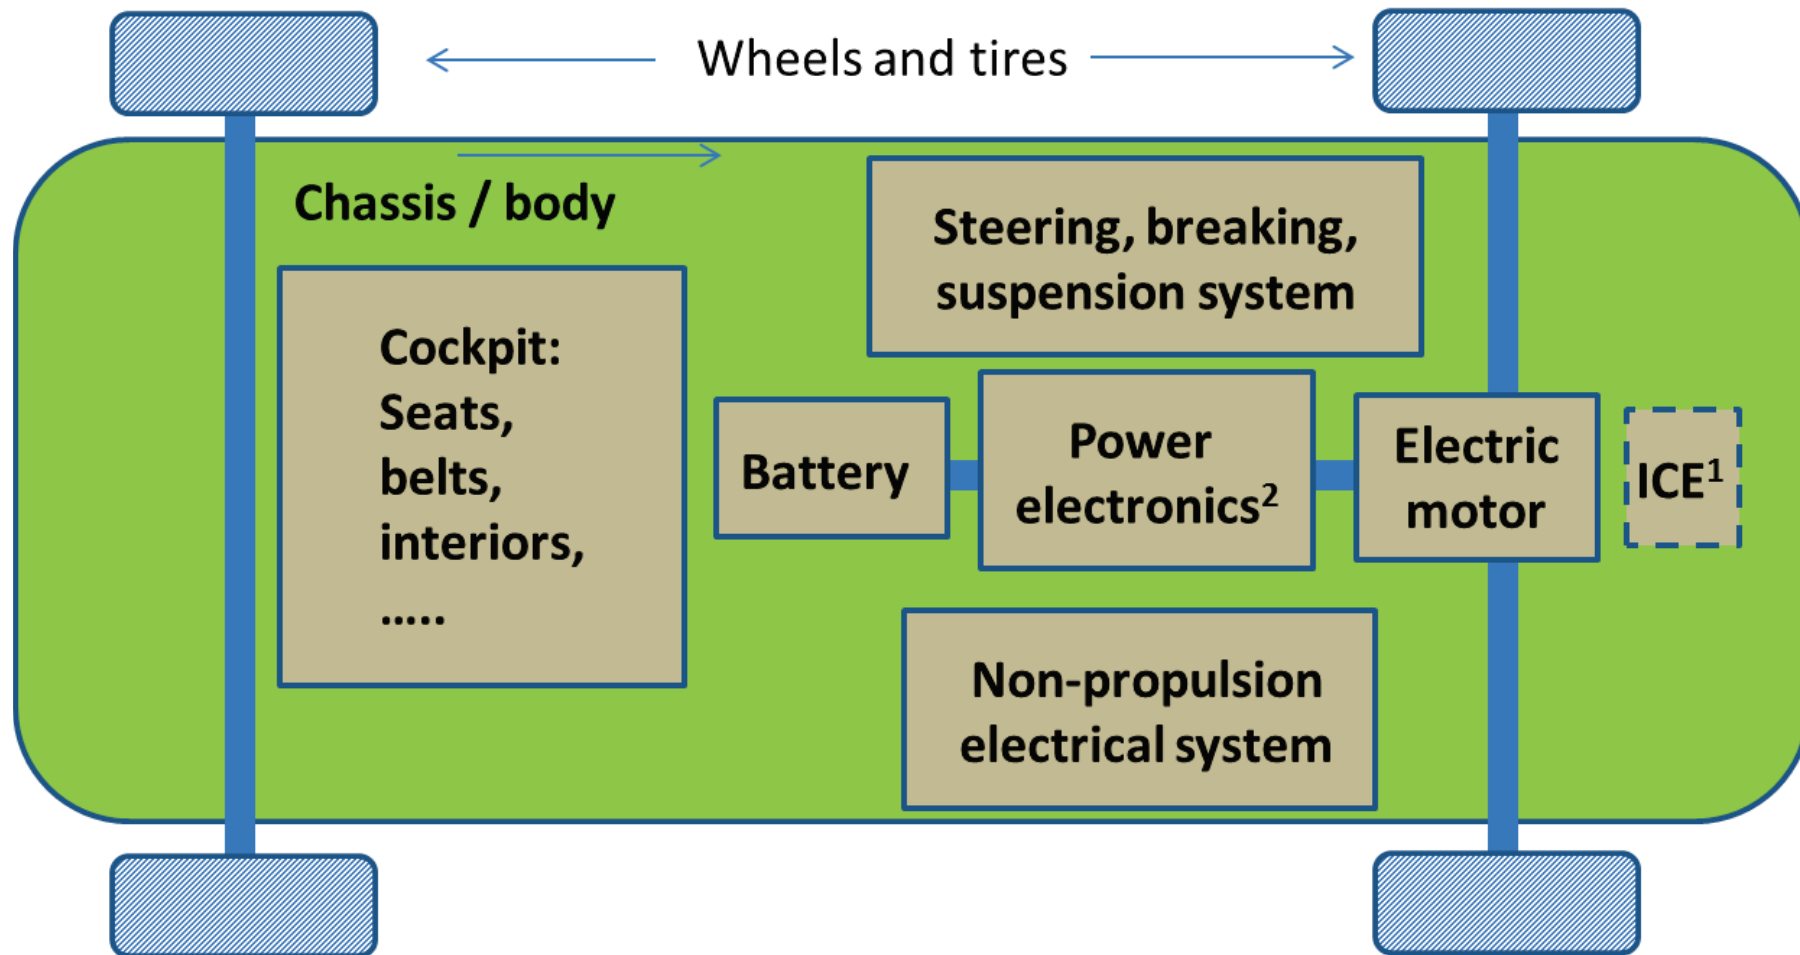 Wheels and tires
Chassis / body
Steering, breaking,
suspension system
Cockpit:
Seats,
belts,
interiors,
.....
Battery
Power
electronics²
Electric
motor
ICE¹
Non-propulsion
electrical system